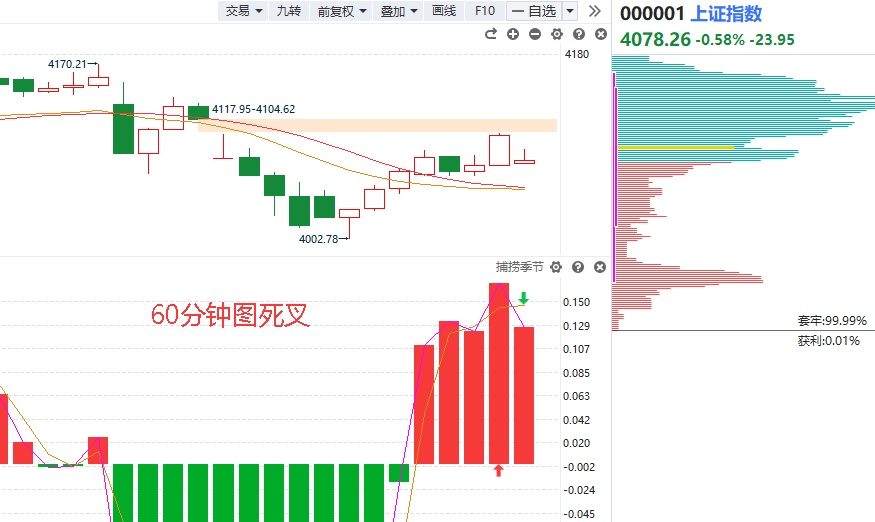 交易 九转 前复权 叠加 画线 F10 一 自选
000001 上证指数
4078.26 -0.58% -23.95
4180
4170.21→
4117.95-4104.62
4002.78→
捕捞季节
60分钟图死叉
0.150
0.129
0.107
0.085
0.063
0.042
0.020
-0.002
-0.024
-0.045
套牢:99.99%
获利:0.01%